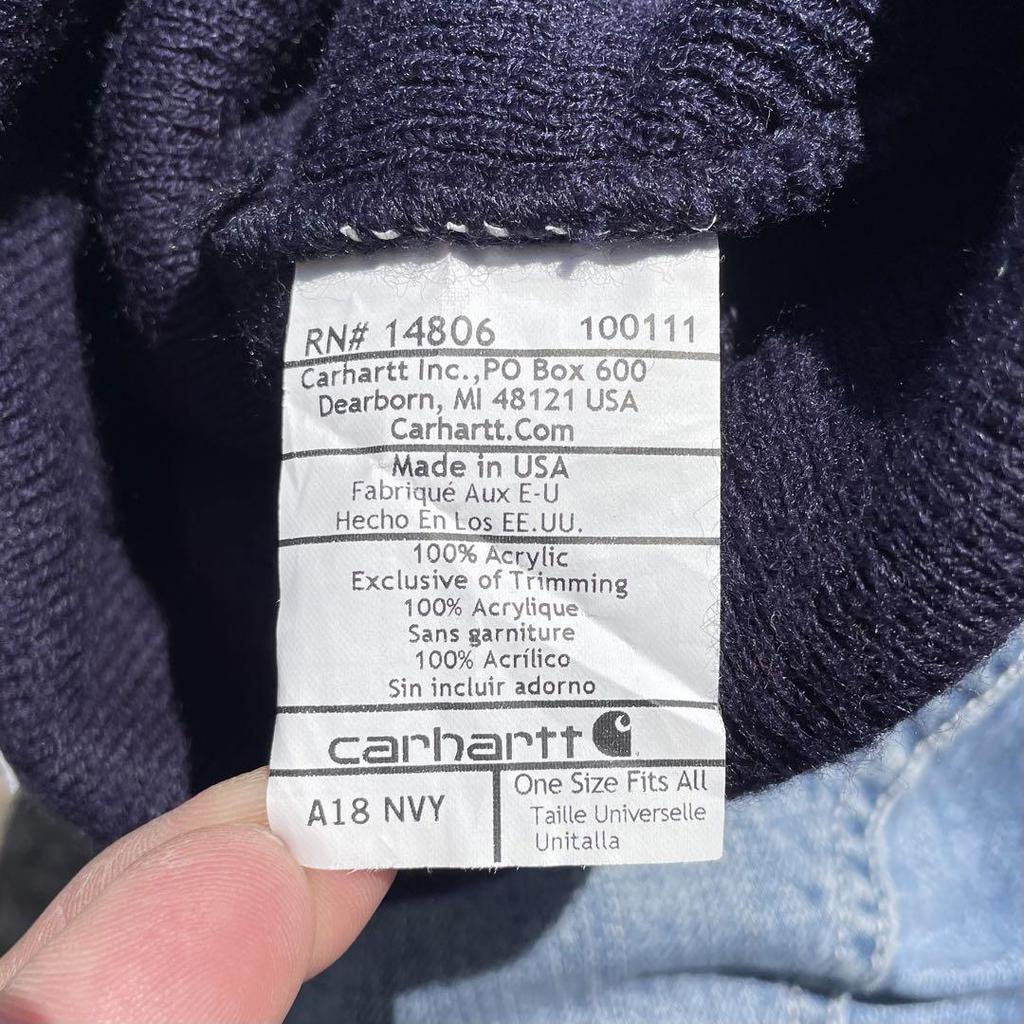 RN# 14806 100111
Carhartt Inc.,PO Box 600
Dearborn, MI 48121 USA
Carhartt.Com
Made in USA
Fabriqué Aux E-U
Hecho En Los EE.UU.
100% Acrylic
Exclusive of Trimming
100% Acrylique
Sans garniture
100% Acrílico
Sin incluir adorno
carhartt
A18 NVY
One Size Fits All
Taille Universelle
Unitalla